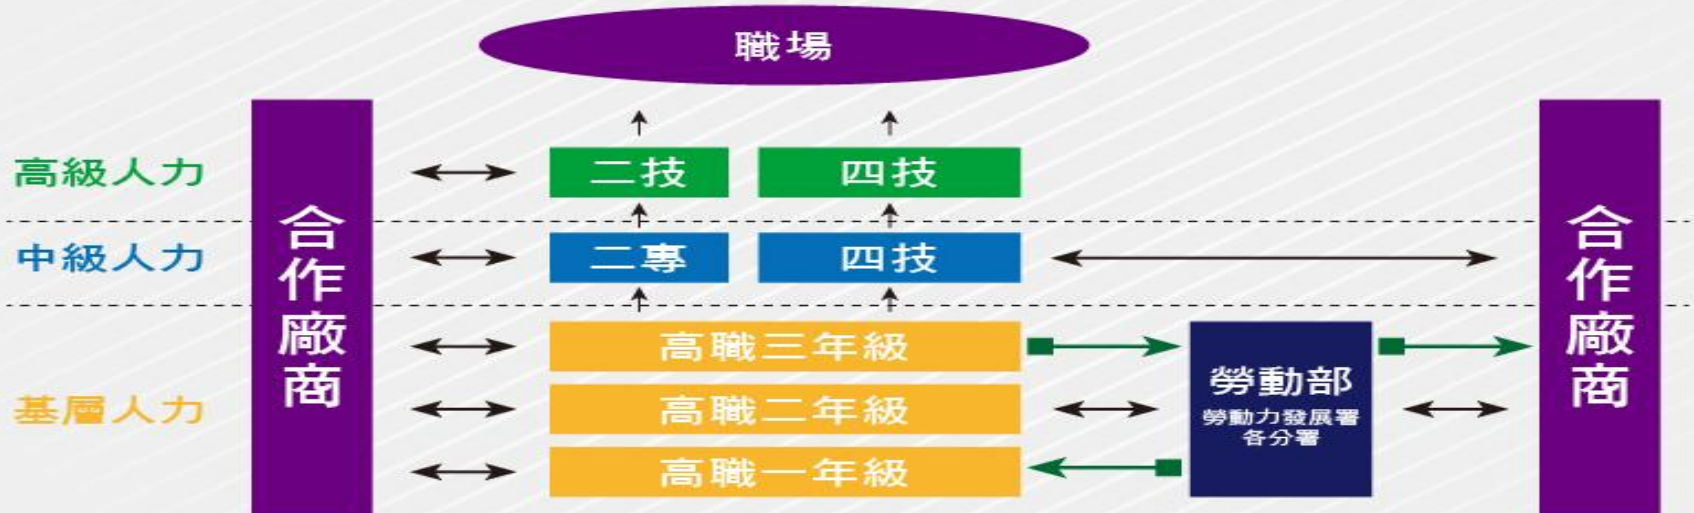 職場
高級人力
二技
四技
中級人力
二專
四技
合作廠商
合作廠商
基層人力
高職三年級
高職二年級
高職一年級
勞動部
勞動力發展署
各分署